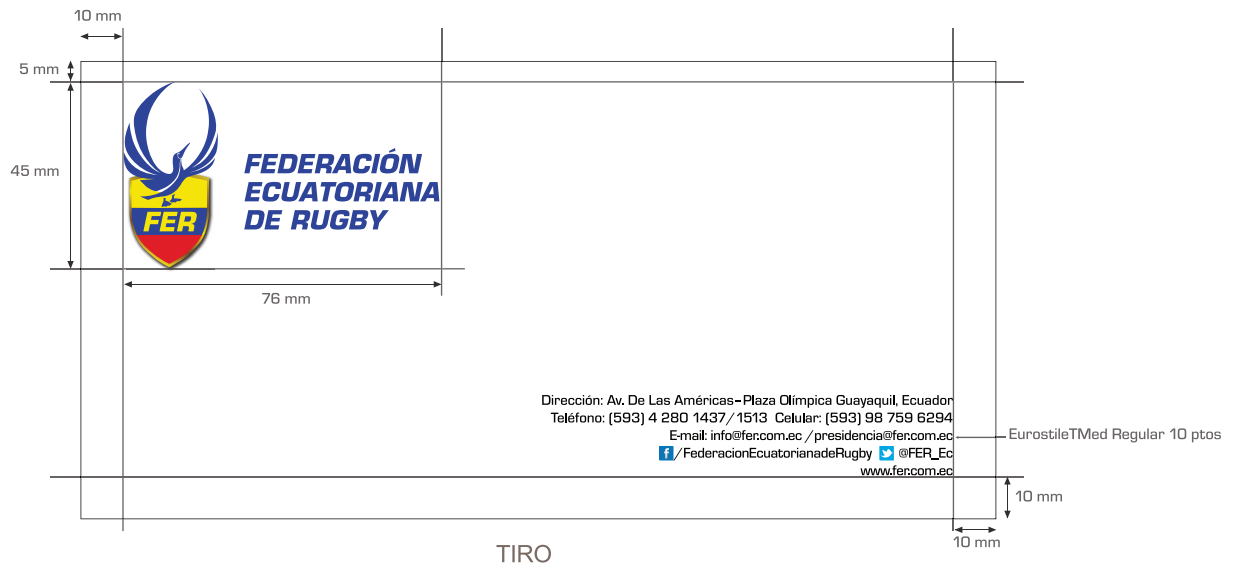 10 mm
5 mm
45 mm
FEDERACIÓN
ECUATORIANA
DE RUGBY
FER
76 mm
Dirección: Av. De Las Américas-Plaza Olímpica Guayaquil, Ecuador
Teléfono: (593) 4 280 1437/1513 Celular: (593) 98 759 6294
E-mail: info@fer.com.ec /presidencia@fer.com.ec
EurostileTMed Regular 10 ptos
f /FederacionEcuatorianadeRugby @FER_Ec
www.fer.com.ec
10 mm
10 mm
TIRO